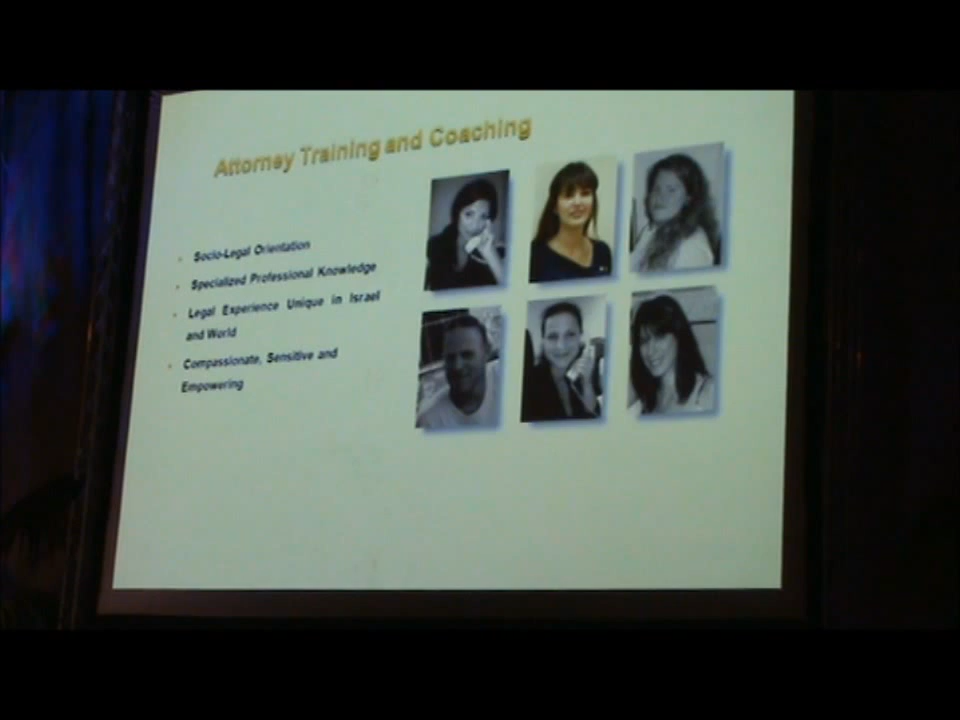 Attorney Training and Coaching
Socio-Legal Orientation
Specialized Professional Knowledge
Legal Experience Unique in Israel
and World
Compassionate, Sensitive and
Empowering